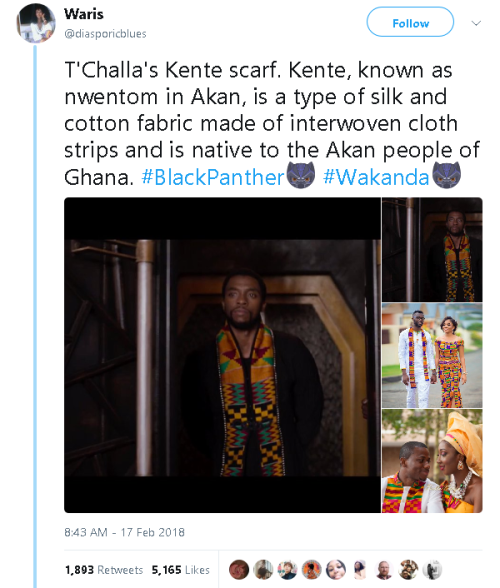 Waris
@diasporicblues
Follow
T'Challa's Kente scarf. Kente, known as
nwentom in Akan, is a type of silk and
cotton fabric made of interwoven cloth
strips and is native to the Akan people of
Ghana. #BlackPanther #Wakanda
8:43 AM - 17 Feb 2018
1,893 Retweets 5,165 Likes